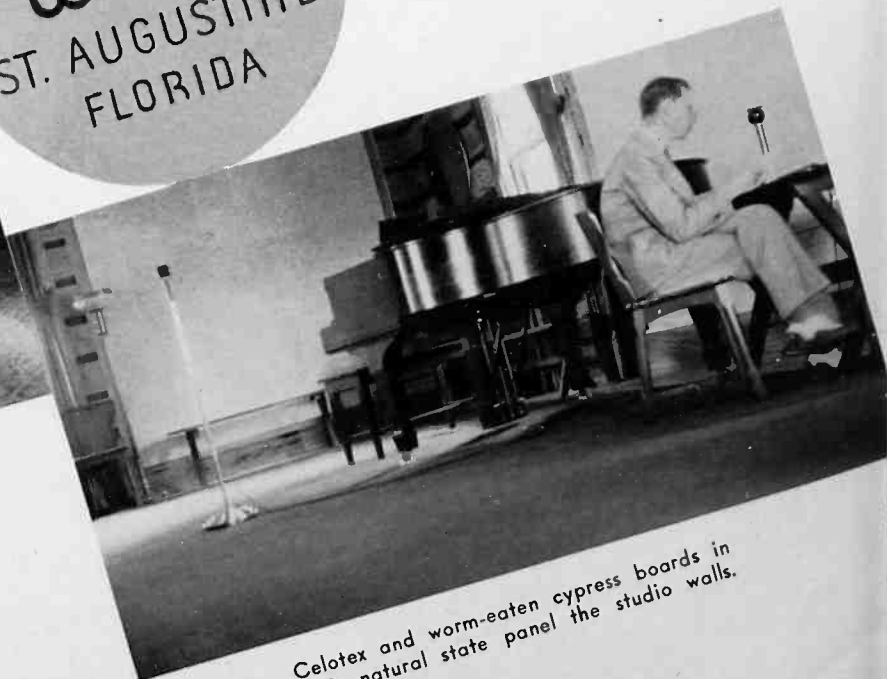 ST. AUGUSTINE
FLORIDA
Celotex and worm-eaten cypress boards in
natural state panel the studio walls.